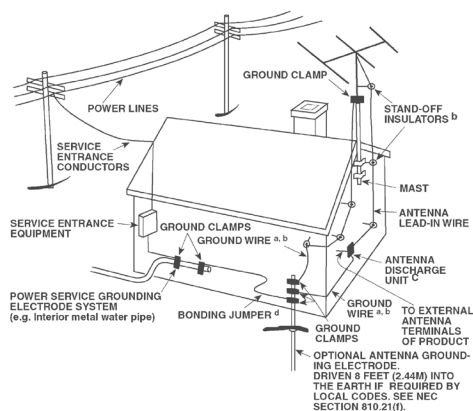 GROUND CLAMP
POWER LINES
STAND-OFF
INSULATORS b
SERVICE
ENTRANCE
CONDUCTORS
MAST
ANTENNA
LEAD-IN WIRE
SERVICE ENTRANCE
EQUIPMENT
GROUND CLAMPS
GROUND WIRE a, b
ANTENNA
DISCHARGE
UNIT C
POWER SERVICE GROUNDING
ELECTRODE SYSTEM
(e.g. Interior metal water pipe)
BONDING JUMPER d
GROUND
WIRE a, b
GROUND
CLAMPS
TO EXTERNAL
ANTENNA
TERMINALS
OF PRODUCT
OPTIONAL ANTENNA GROUND-
ING ELECTRODE.
DRIVEN 8 FEET (2.44M) INTO
THE EARTH IF REQUIRED BY
LOCAL CODES. SEE NEC
SECTION 810.21(f).